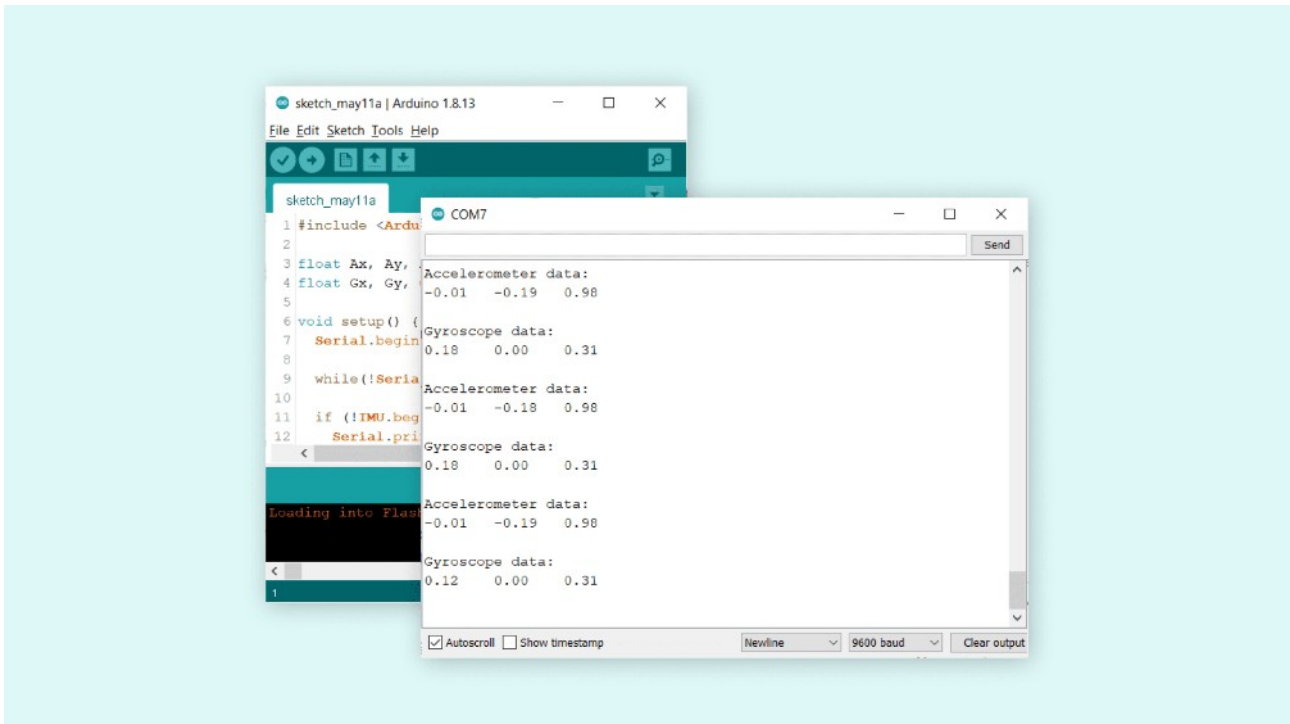 sketch_may11a | Arduino 1.8.13
File Edit Sketch Tools Help
sketch_may11a
1 #include <Ardu
2
3 float Ax, Ay,
4 float Gx, Gy,
5
6 void setup() {
7 Serial.begin
8
9 while(!Seria
10
11 if (!IMU.beg
12 Serial.pri
Loading into Flas
1
COM7
Send
Accelerometer data:
-0.01 -0.19 0.98
Gyroscope data:
0.18 0.00 0.31
Accelerometer data:
-0.01 -0.18 0.98
Gyroscope data:
0.18 0.00 0.31
Accelerometer data:
-0.01 -0.19 0.98
Gyroscope data:
0.12 0.00 0.31
Autoscroll Show timestamp Newline 9600 baud Clear output